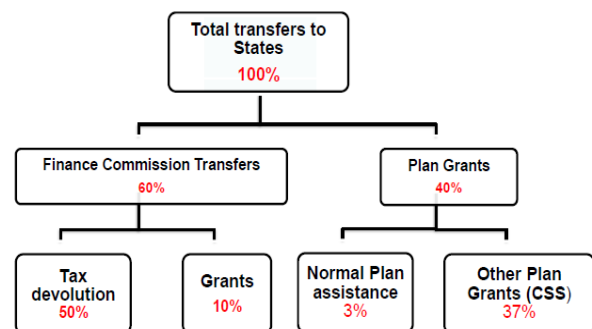 Total transfers to
States
100%
Finance Commission Transfers
60%
Plan Grants
40%
Tax
devolution
50%
Grants
10%
Normal Plan
assistance
3%
Other Plan
Grants (CSS)
37%